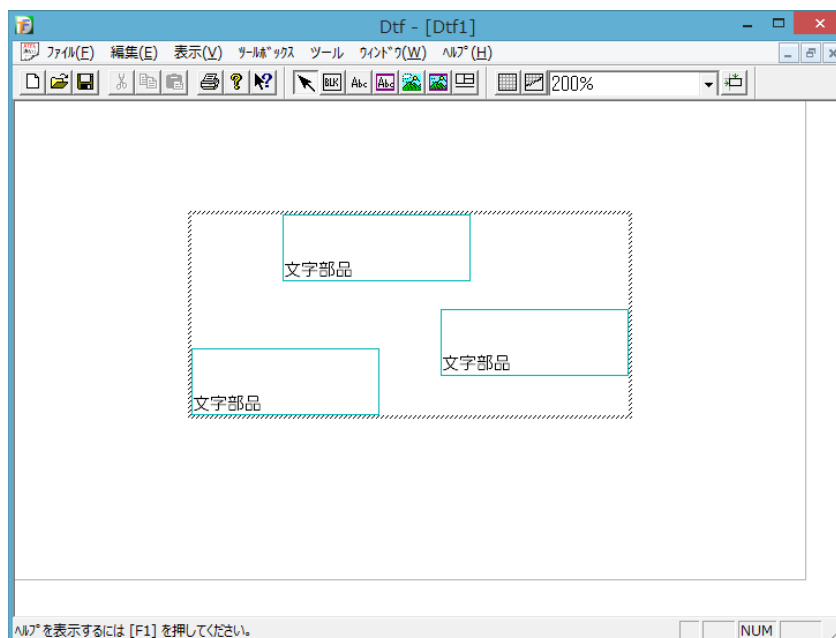 Dtf - [Dtf1]
ﾌｧｲﾙ(F) 編集(E) 表示(V) ﾂｰﾙﾎﾞｯｸｽ ツール ｳｨﾝﾄﾞｳ(W) ﾍﾙﾌﾟ(H)
BLK Abc Abc 200%
文字部品
文字部品
文字部品
ﾍﾙﾌﾟを表示するには [F1] を押してください。 NUM